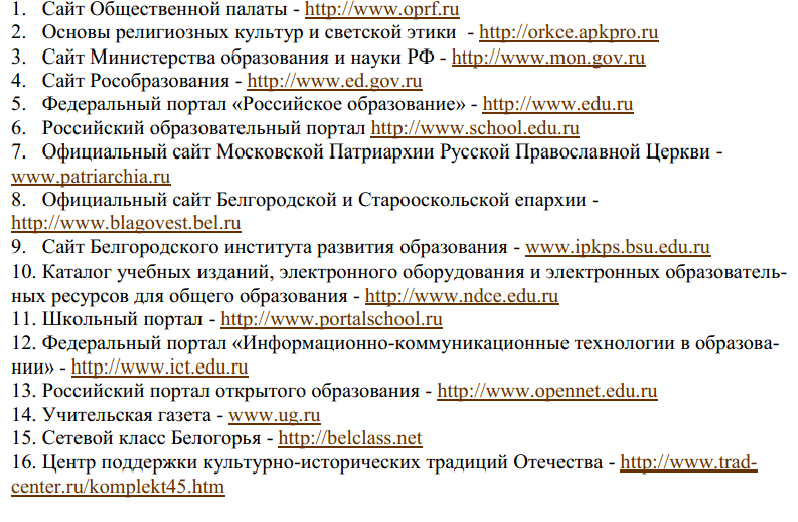 1. Сайт Общественной палаты - http://www.oprf.ru
2. Основы религиозных культур и светской этики - http://orkce.apkpro.ru
3. Сайт Министерства образования и науки РФ - http://www.mon.gov.ru
4. Сайт Рособразования - http://www.ed.gov.ru
5. Федеральный портал «Российское образование» - http://www.edu.ru
6. Российский образовательный портал http://www.school.edu.ru
7. Официальный сайт Московской Патриархии Русской Православной Церкви -
www.patriarchia.ru
8. Официальный сайт Белгородской и Старооскольской епархии -
http://www.blagovest.bel.ru
9. Сайт Белгородского института развития образования - www.ipkps.bsu.edu.ru
10. Каталог учебных изданий, электронного оборудования и электронных образователь-
ных ресурсов для общего образования - http://www.ndce.edu.ru
11. Школьный портал - http://www.portalschool.ru
12. Федеральный портал «Информационно-коммуникационные технологии в образова-
нии» - http://www.ict.edu.ru
13. Российский портал открытого образования - http://www.opennet.edu.ru
14. Учительская газета - www.ug.ru
15. Сетевой класс Белогорья - http://belclass.net
16. Центр поддержки культурно-исторических традиций Отечества - http://www.trad-
center.ru/komplekt45.htm